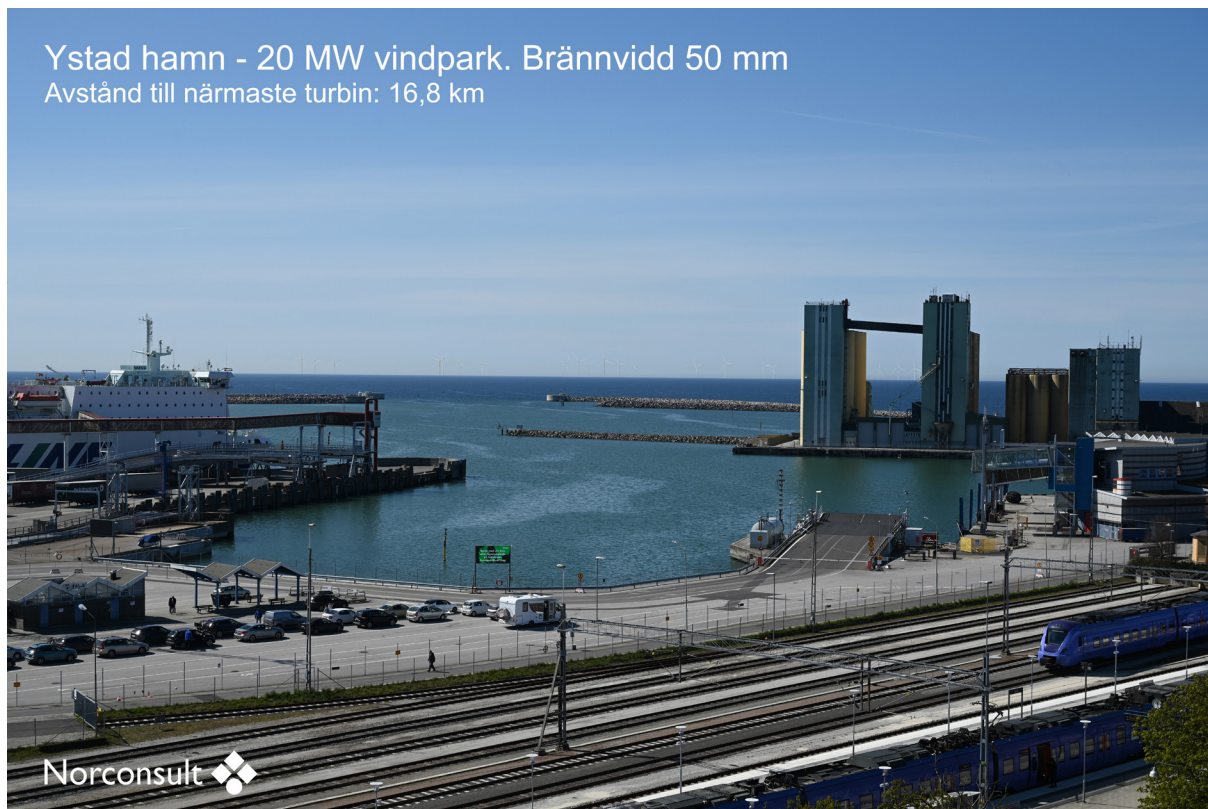 Ystad hamn - 20 MW vindpark. Brännvidd 50 mm
Avstånd till närmaste turbin: 16,8 km
Norconsult